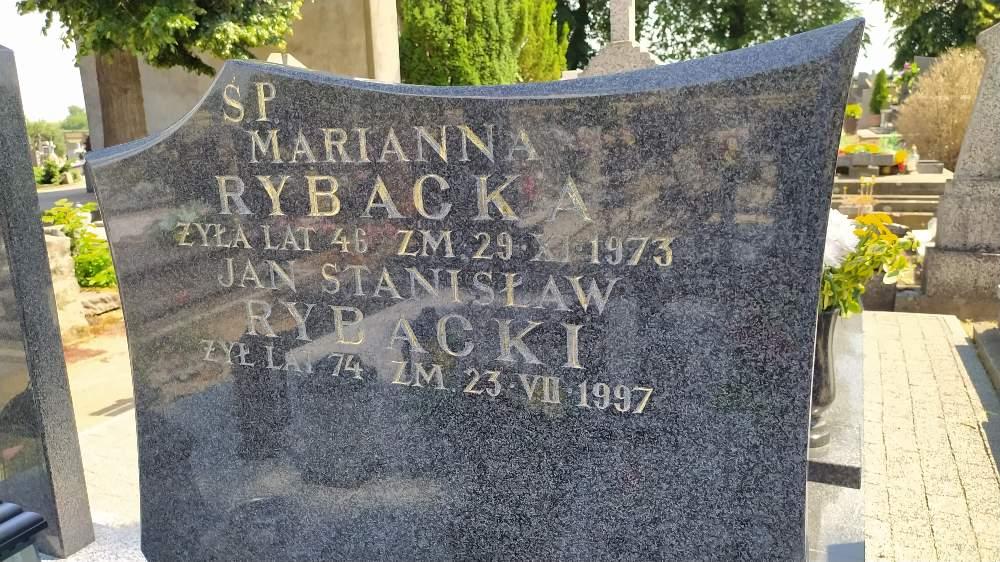 ŚP
MARIANNA
RYBACKA
ŻYŁA LAT 46 ZM. 29·XI·1973
JAN STANISŁAW
RYBACKI
ŻYŁ LAT 74 ZM 23·VII·1997